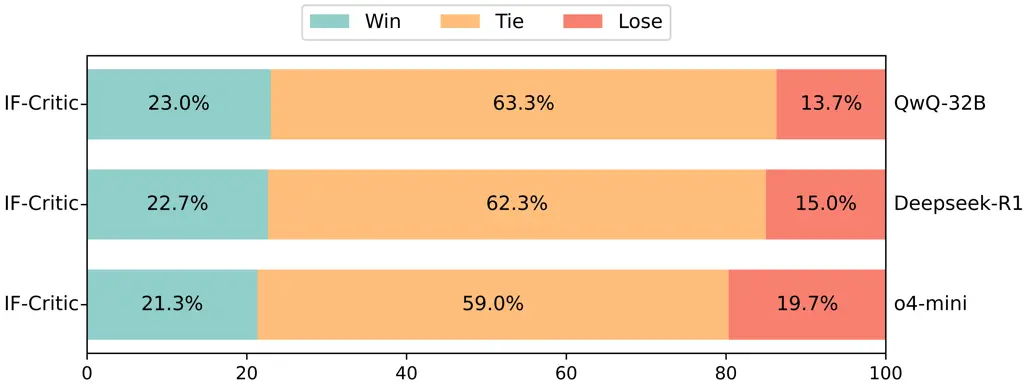 Win Tie Lose
IF-Critic 23.0% 63.3% 13.7% QwQ-32B
IF-Critic 22.7% 62.3% 15.0% Deepseek-R1
IF-Critic 21.3% 59.0% 19.7% o4-mini
0 20 40 60 80 100